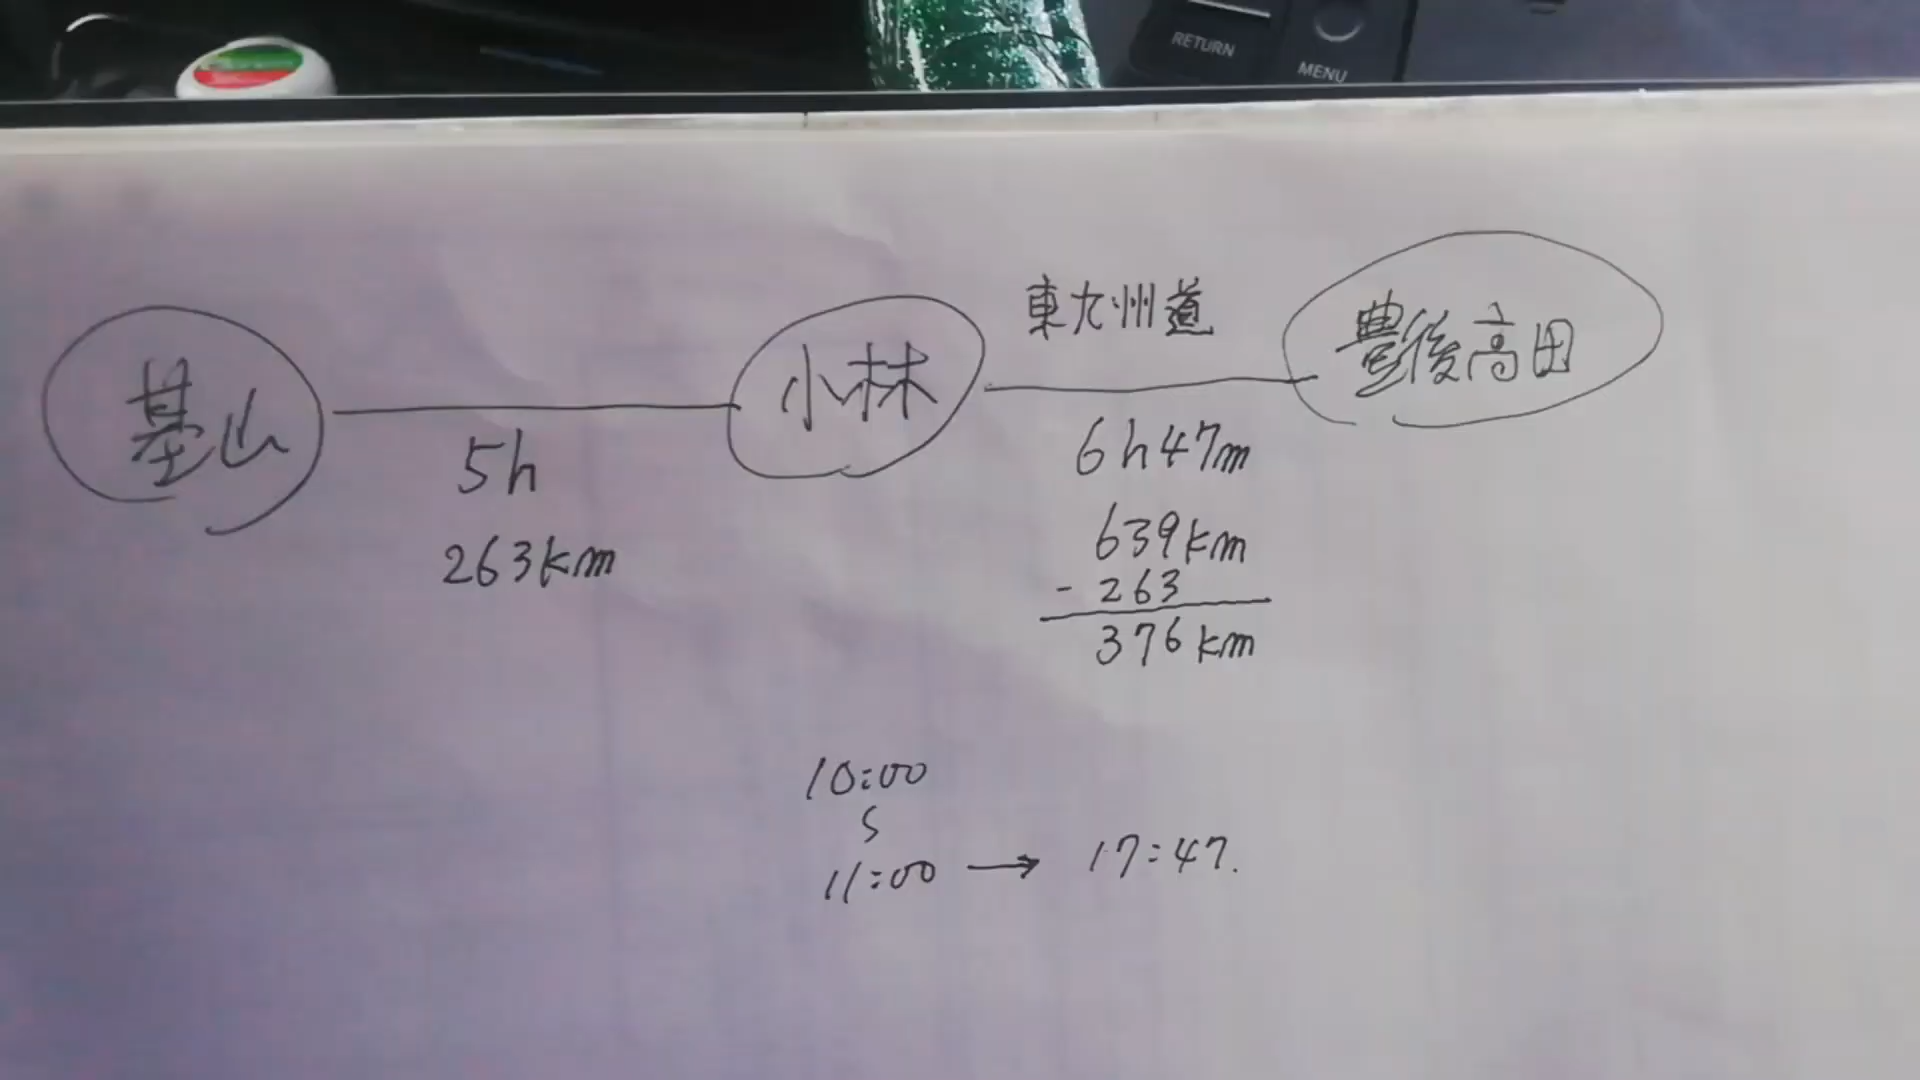 RETURN
MENU
基山
小林
東九州道
豊後高田
5h
263km
6h47m
639km
- 263
376km
10:00
S
11:00 → 17:47.